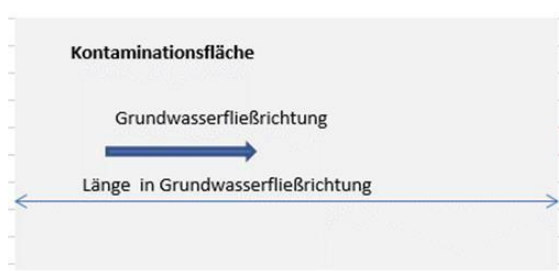 Kontaminationsfläche
Grundwasserfließrichtung
Länge in Grundwasserfließrichtung